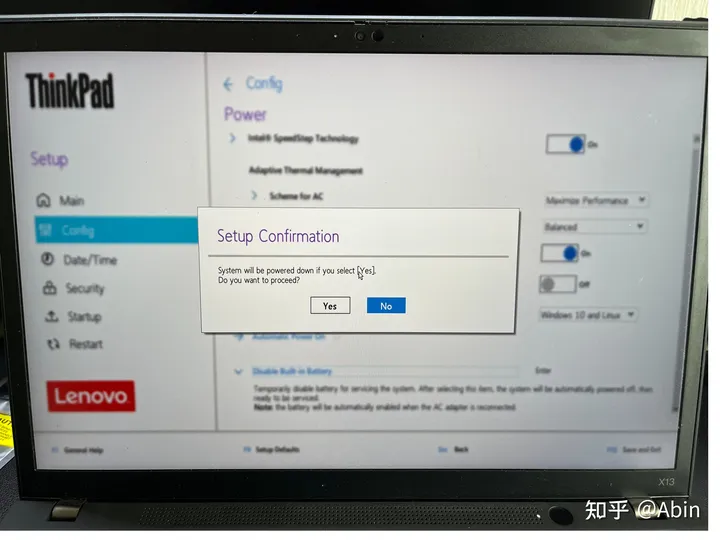 ThinkPad
Setup
Main
Config
Date/Time
Security
Startup
Restart
Lenovo
Config
Power
Intel® SpeedStep Technology
On
Adaptive Thermal Management
Scheme for AC
Maximize Performance
Balanced
On
Off
Windows 10 and Linux
Setup Confirmation
System will be powered down if you select [Yes].
Do you want to proceed?
Yes
No
Automatic Power On
Disable Built-in Battery
Enter
Temporarily disable battery for servicing the system. After selecting this item, the system will be automatically powered off, then
ready to be serviced.
Note: the battery will be automatically enabled when the AC adapter is reconnected.
F1 General Help
F9 Setup Defaults
Esc Back
F10 Save and Exit
X13
知乎 @Abin